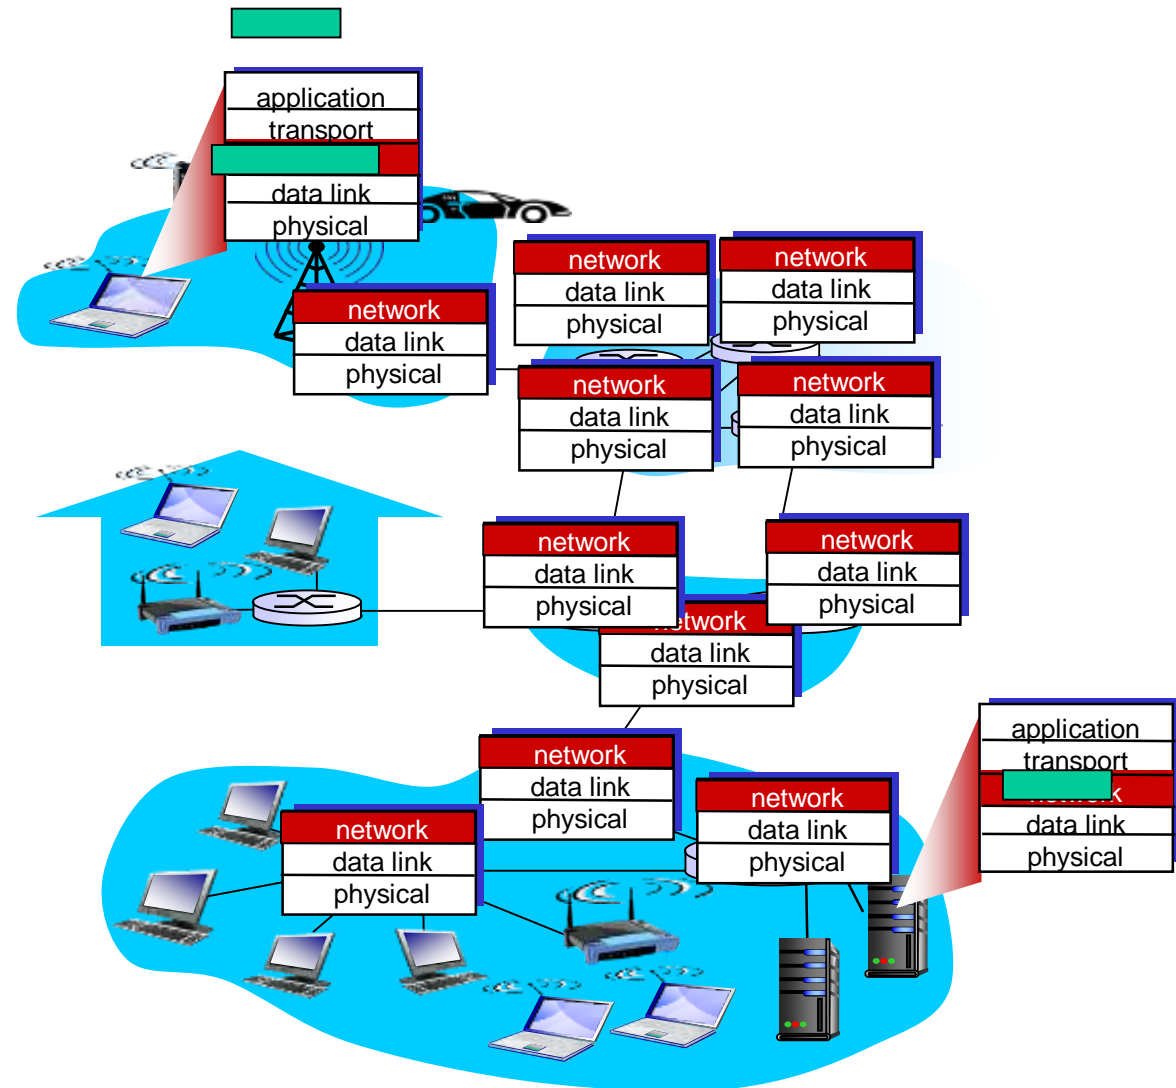 application
transport
data link
physical
network
data link
physical
network
data link
physical
network
data link
physical
network
data link
physical
network
data link
physical
network
data link
physical
network
data link
physical
network
data link
physical
application
transport
network
data link
physical
network
data link
physical
network
data link
physical
network
data link
physical